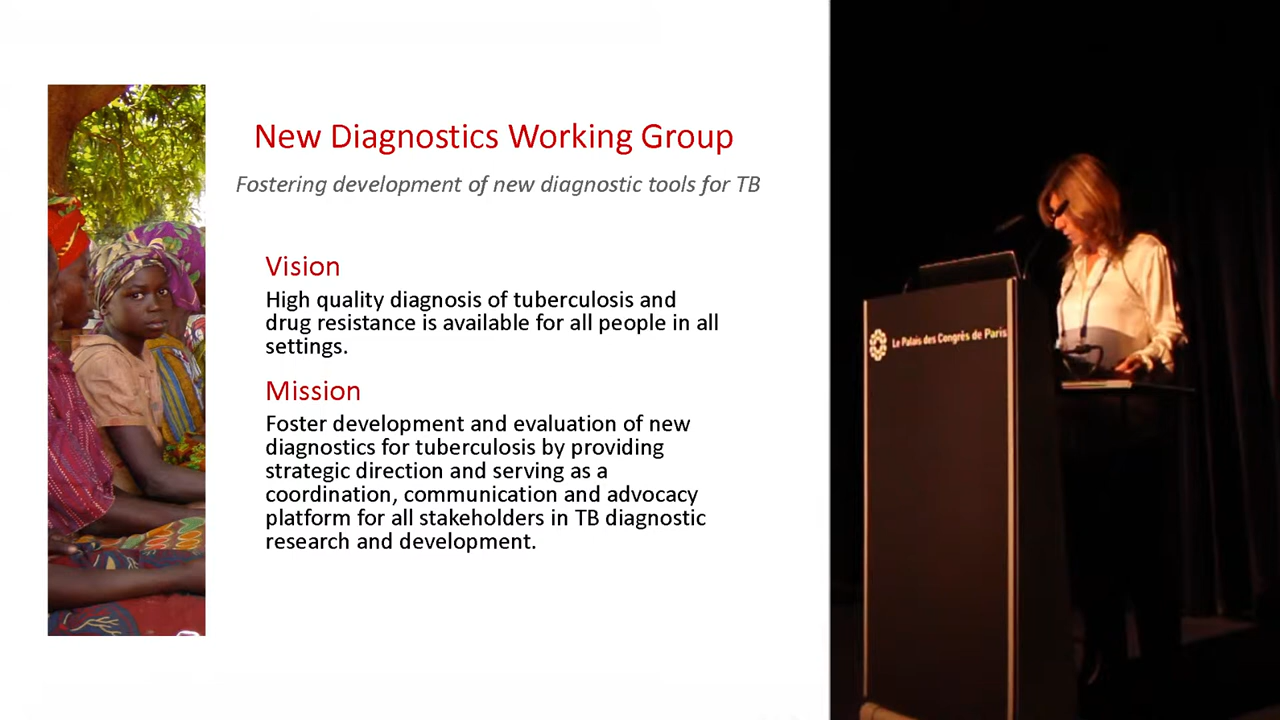 New Diagnostics Working Group
Fostering development of new diagnostic tools for TB
Vision
High quality diagnosis of tuberculosis and
drug resistance is available for all people in all
settings.
Mission
Foster development and evaluation of new
diagnostics for tuberculosis by providing
strategic direction and serving as a
coordination, communication and advocacy
platform for all stakeholders in TB diagnostic
research and development.
Le Palais des Congrès de Paris